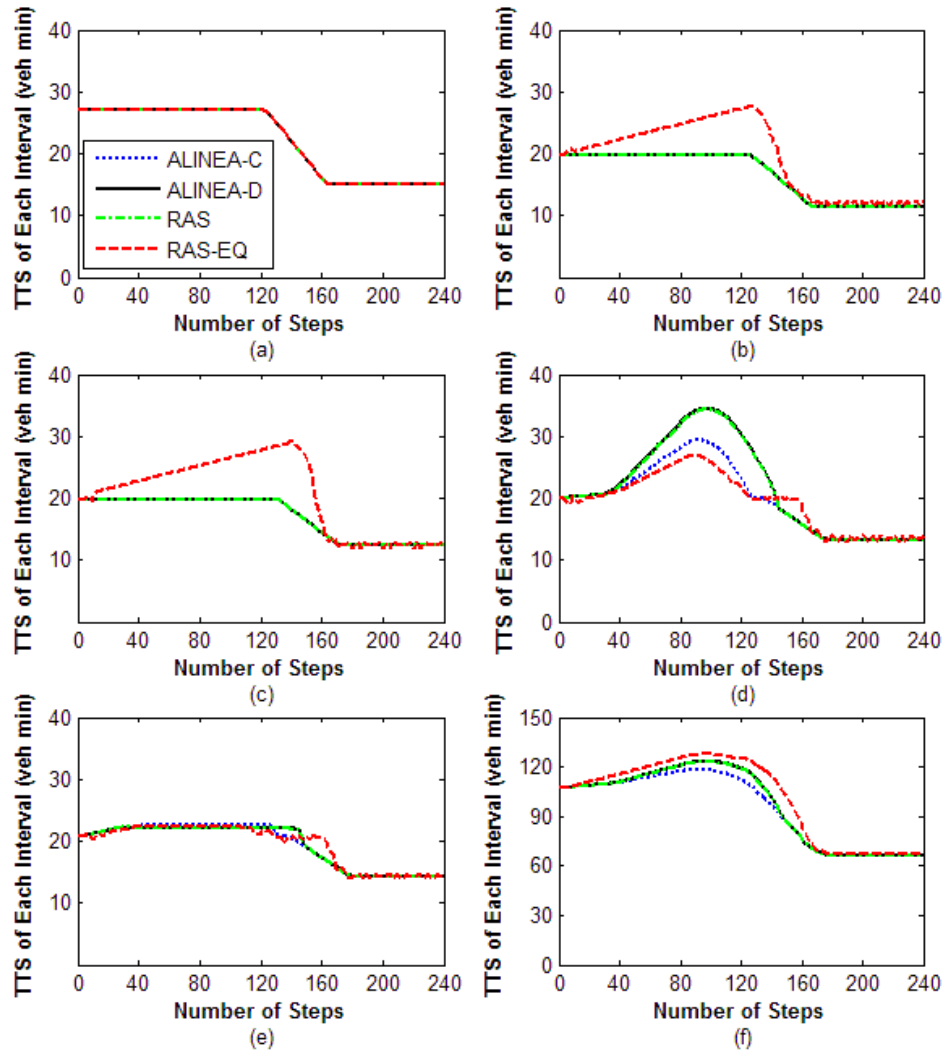 TTS of Each Interval (veh min)
40
30
20
10
0
ALINEA-C
ALINEA-D
RAS
RAS-EQ
0 40 80 120 160 200 240
Number of Steps
(a)
TTS of Each Interval (veh min)
40
30
20
10
0
0 40 80 120 160 200 240
Number of Steps
(b)
TTS of Each Interval (veh min)
40
30
20
10
0 40 80 120 160 200 240
Number of Steps
(c)
TTS of Each Interval (veh min)
40
30
20
10
0
0 40 80 120 160 200 240
Number of Steps
(d)
TTS of Each Interval (veh min)
40
30
20
10
0 40 80 120 160 200 240
Number of Steps
(e)
TTS of Each Interval (veh min)
150
120
90
60
30
0
0 40 80 120 160 200 240
Number of Steps
(f)